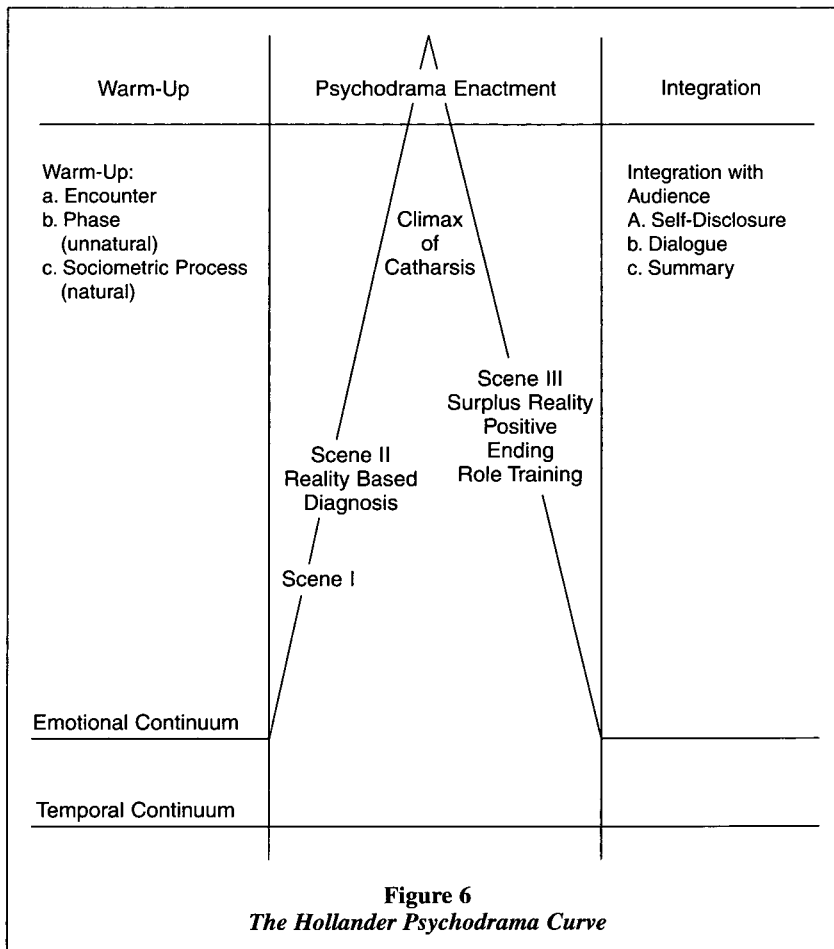 Warm-Up
Psychodrama Enactment
Integration
Warm-Up:
a. Encounter
b. Phase
(unnatural)
c. Sociometric Process
(natural)
Climax
of
Catharsis
Integration with
Audience
A. Self-Disclosure
b. Dialogue
c. Summary
Scene III
Surplus Reality
Positive
Ending
Role Training
Scene II
Reality Based
Diagnosis
Scene I
Emotional Continuum
Temporal Continuum
Figure 6
The Hollander Psychodrama Curve